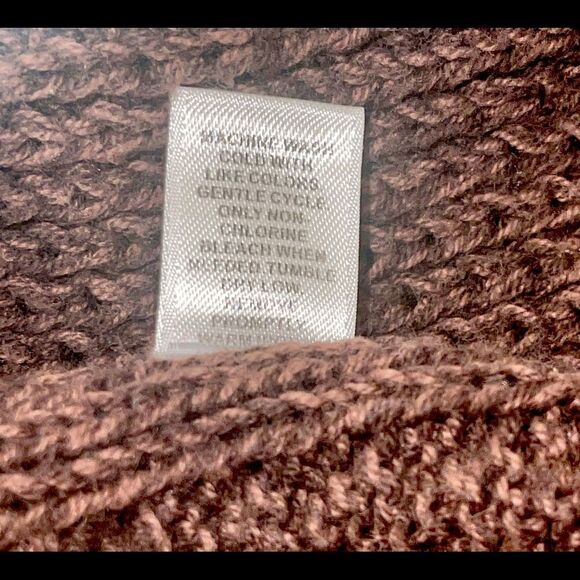 MACHINE WASH
COLD WITH
LIKE COLORS.
GENTLE CYCLE
ONLY NON-
CHLORINE
BLEACH WHEN
NEEDED TUMBLE
DRY LOW.
REMOVE
PROMPTLY.
WARM